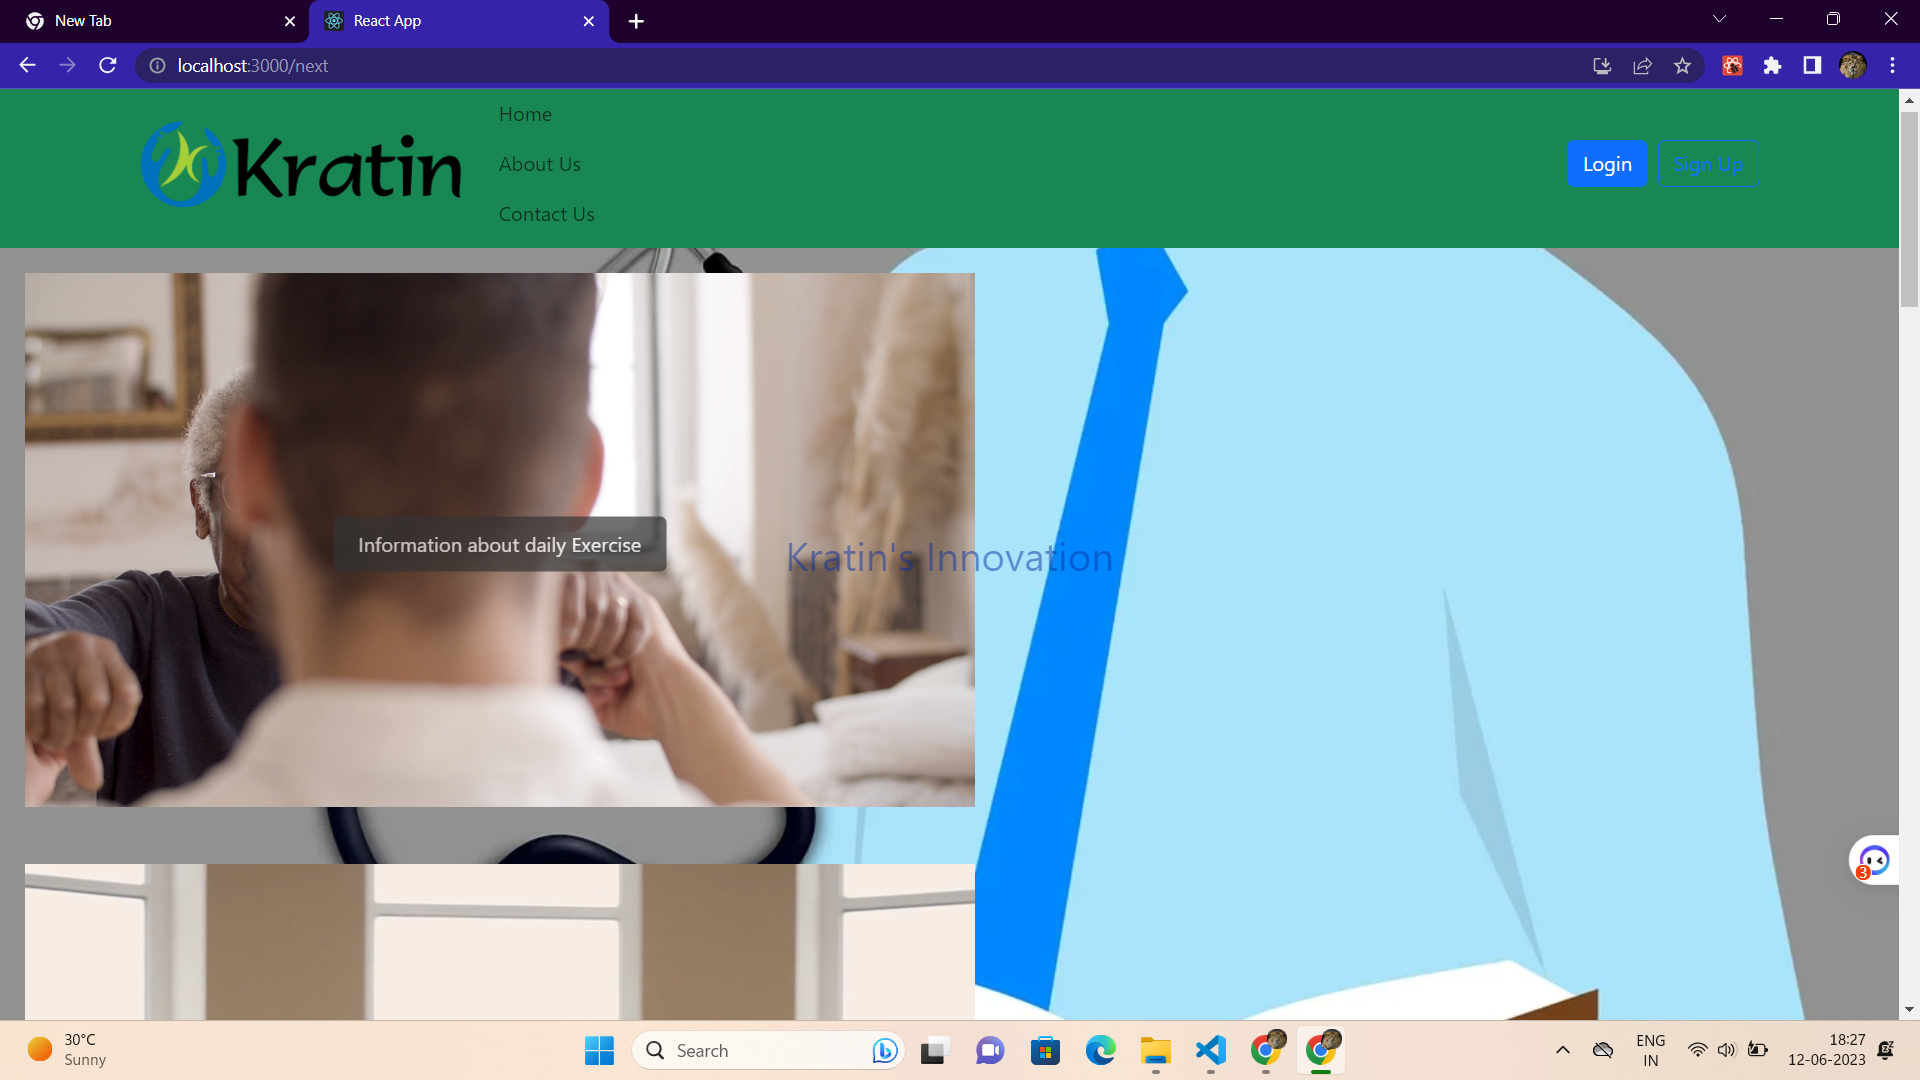 New Tab
React App
localhost:3000/next
Kratin
Home
About Us
Contact Us
Login
Sign Up
Information about daily Exercise
Kratin's Innovation
3
30°C
Sunny
Search
ENG
IN
18:27
12-06-2023